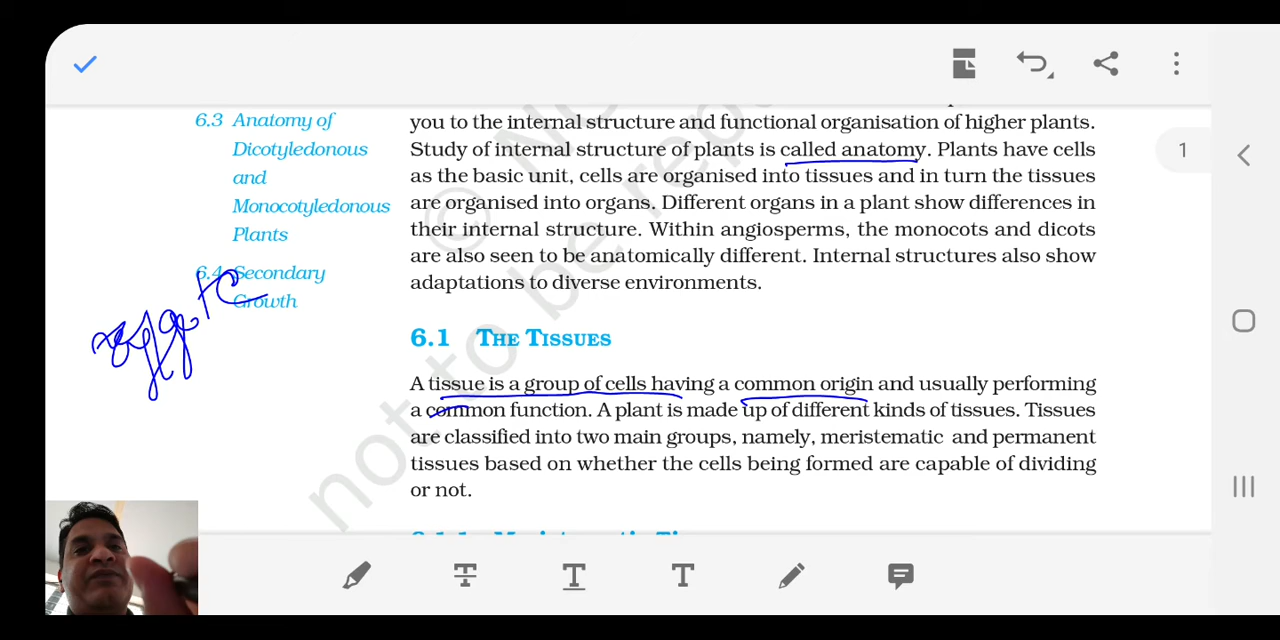 6.3 Anatomy of
Dicotyledonous
and
Monocotyledonous
Plants
6.4 Secondary
Growth
you to the internal structure and functional organisation of higher plants.
Study of internal structure of plants is called anatomy. Plants have cells
as the basic unit, cells are organised into tissues and in turn the tissues
are organised into organs. Different organs in a plant show differences in
their internal structure. Within angiosperms, the monocots and dicots
are also seen to be anatomically different. Internal structures also show
adaptations to diverse environments.
6.1 THE TISSUES
A tissue is a group of cells having a common origin and usually performing
a common function. A plant is made up of different kinds of tissues. Tissues
are classified into two main groups, namely, meristematic and permanent
tissues based on whether the cells being formed are capable of dividing
or not.
1
T
T
T
© N
not to be rep